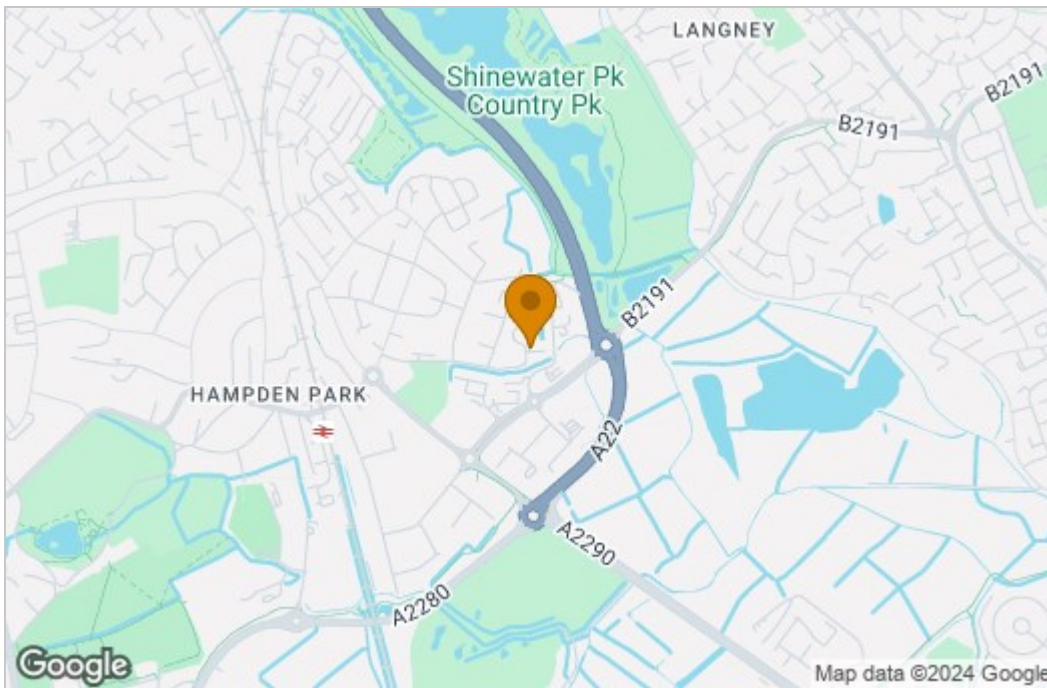 LANGNEY
Shinewater Pk
Country Pk
B2191
B2191
B2191
HAMPDEN PARK
A22
A2290
A2280
Google
Map data ©2024 Google